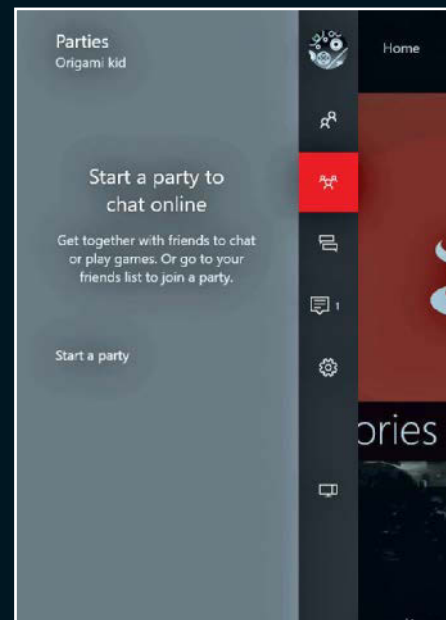 Parties
Origami kid
Start a party to
chat online
Get together with friends to chat
or play games. Or go to your
friends list to join a party.
Start a party
1
Home
ories